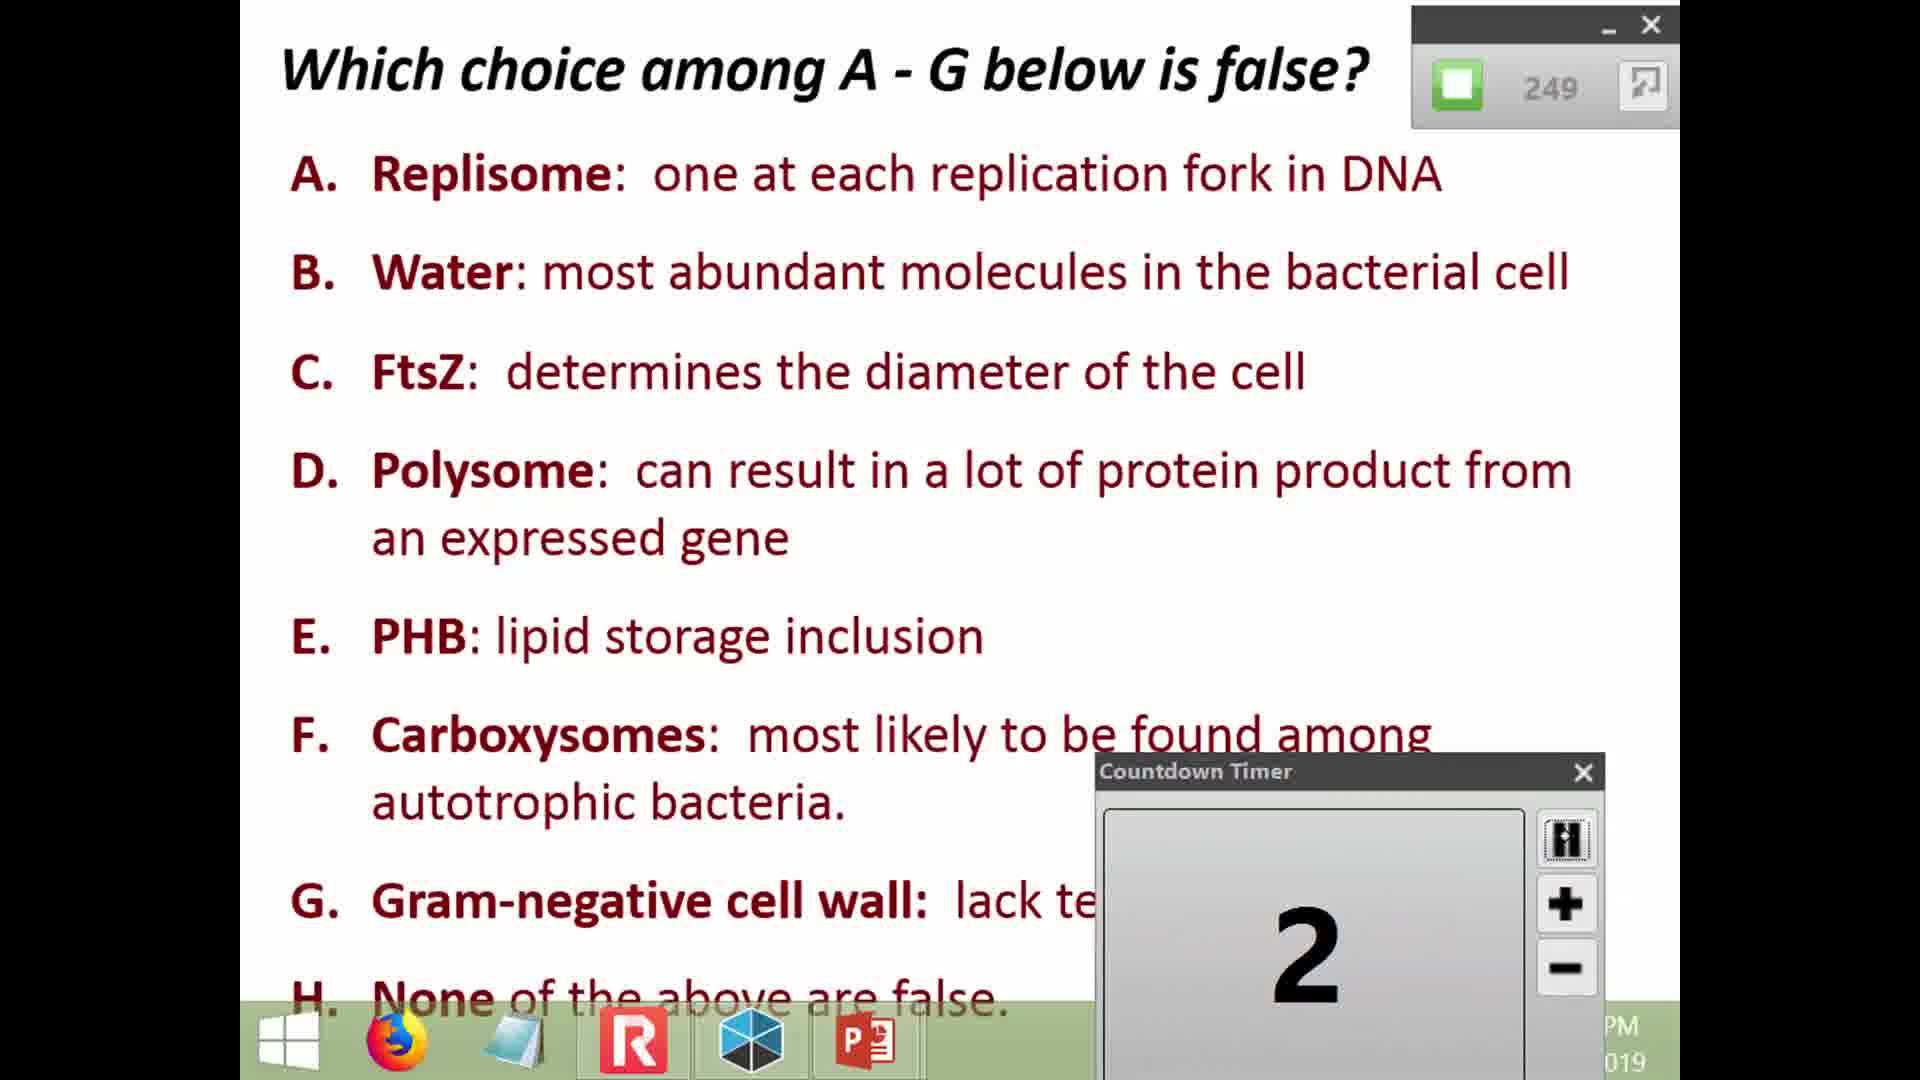 Which choice among A - G below is false?
249
A. Replisome: one at each replication fork in DNA
B. Water: most abundant molecules in the bacterial cell
C. FtsZ: determines the diameter of the cell
D. Polysome: can result in a lot of protein product from
an expressed gene
E. PHB: lipid storage inclusion
F. Carboxysomes: most likely to be found among
autotrophic bacteria.
Countdown Timer
G. Gram-negative cell wall: lack te
2
H. None of the above are false.
PM
019